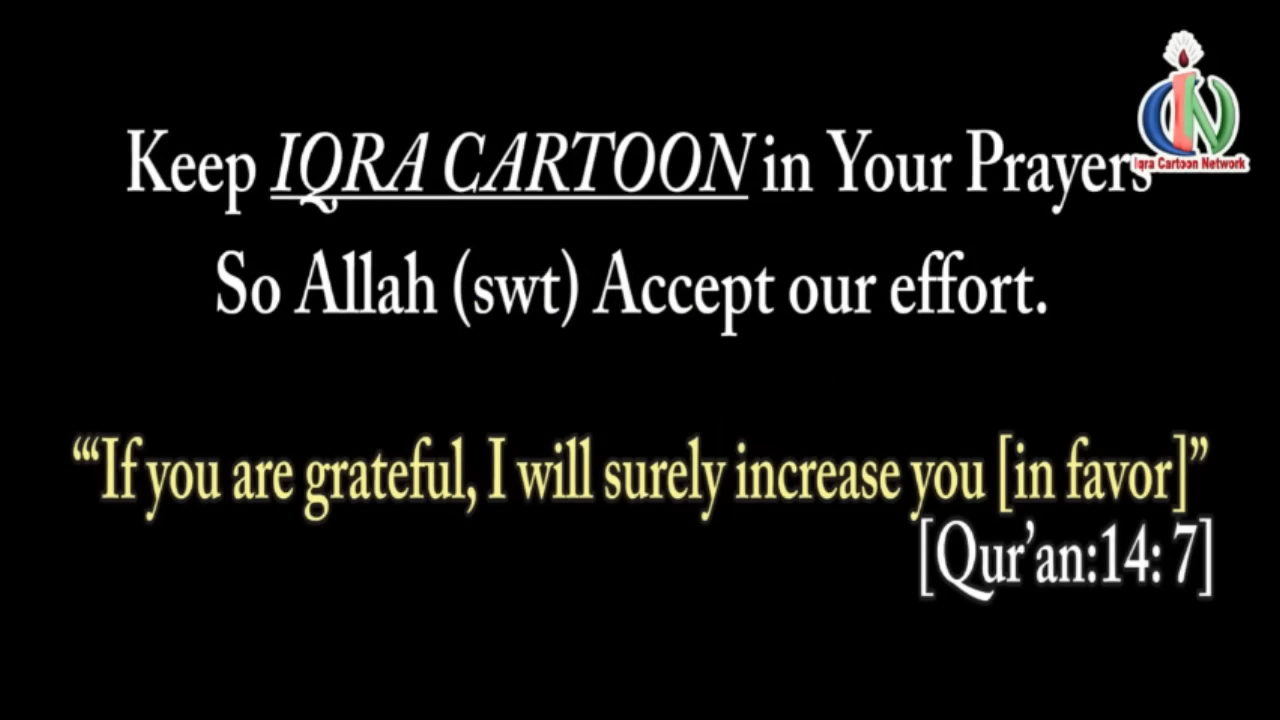 Keep IQRA CARTOON in Your Prayers
Iqra Cartoon Network
So Allah (swt) Accept our effort.
“‘If you are grateful, I will surely increase you [in favor]”
[Qur’an:14: 7]